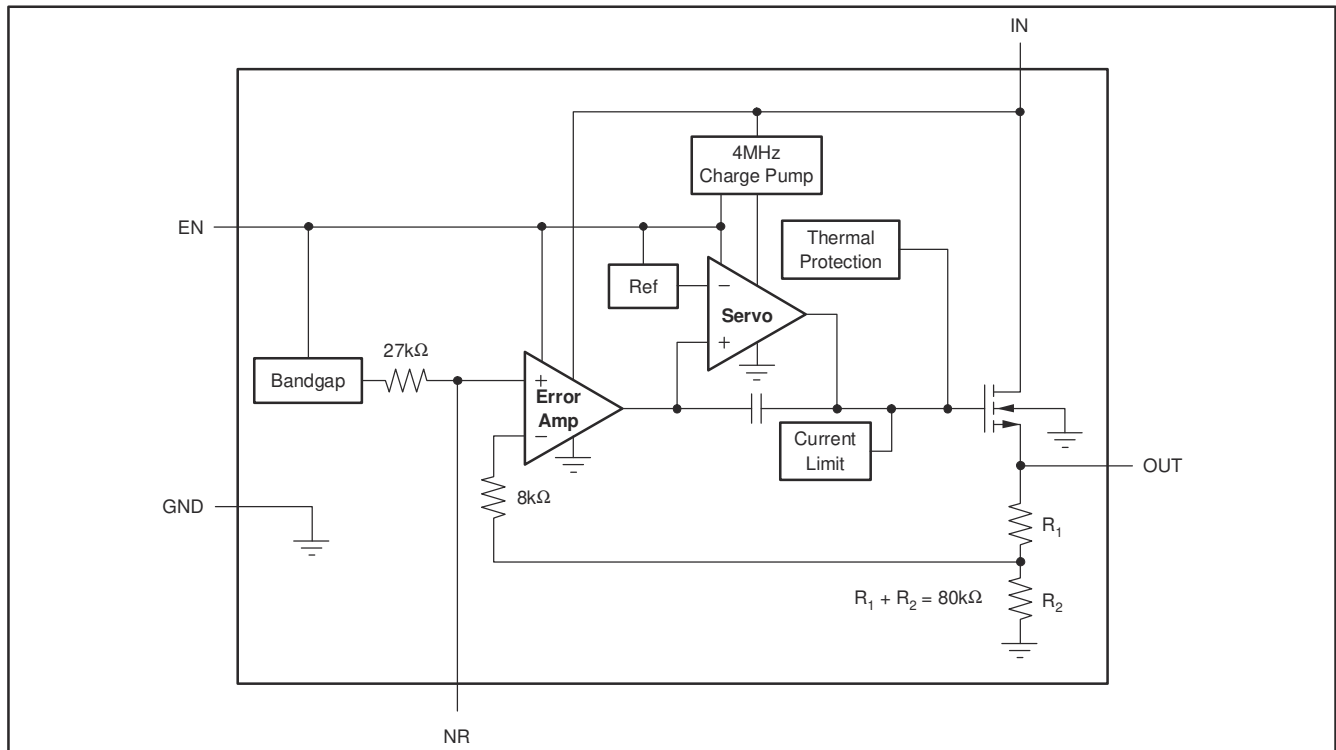 IN
4MHz
Charge Pump
EN
Thermal
Protection
Ref
−
Servo
+
27kΩ
Bandgap
+
Error
Amp
−
Current
Limit
OUT
8kΩ
GND
R1
R1 + R2 = 80kΩ
R2
NR